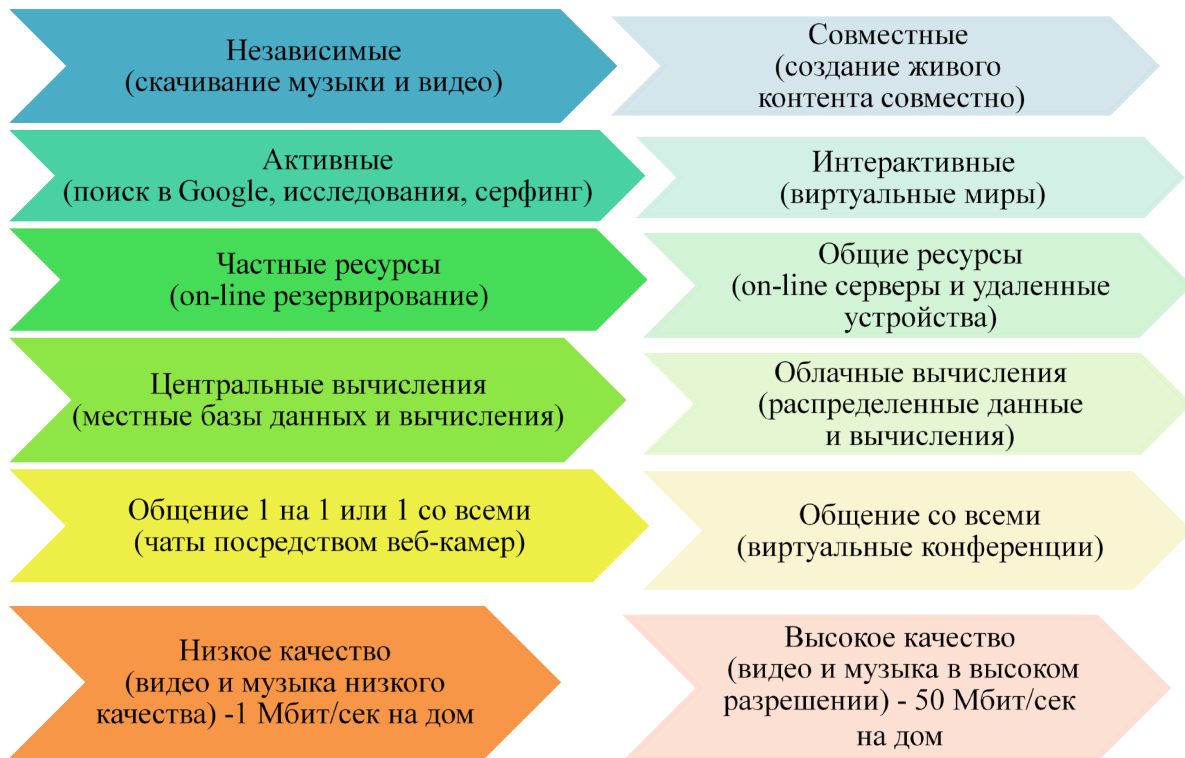 Независимые
(скачивание музыки и видео)
Совместные
(создание живого
контента совместно)
Активные
(поиск в Google, исследования, серфинг)
Интерактивные
(виртуальные миры)
Частные ресурсы
(on-line резервирование)
Общие ресурсы
(on-line серверы и удаленные
устройства)
Центральные вычисления
(местные базы данных и вычисления)
Облачные вычисления
(распределенные данные
и вычисления)
Общение 1 на 1 или 1 со всеми
(чаты посредством веб-камер)
Общение со всеми
(виртуальные конференции)
Низкое качество
(видео и музыка низкого
качества) -1 Мбит/сек на дом
Высокое качество
(видео и музыка в высоком
разрешении) - 50 Мбит/сек
на дом